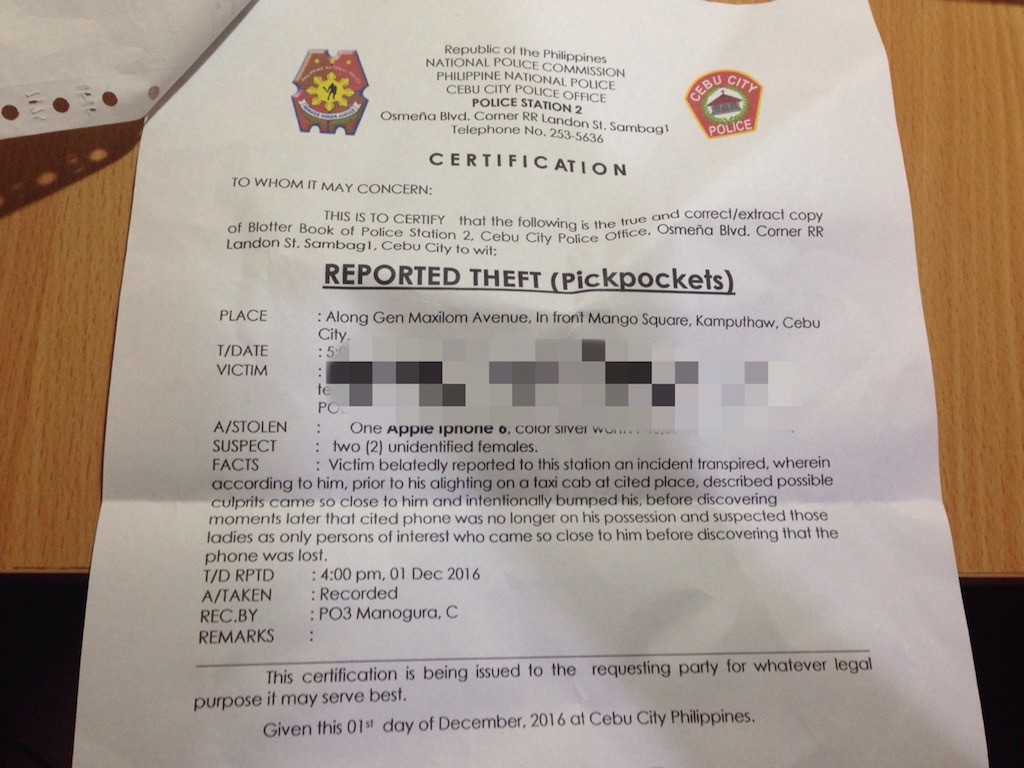 Republic of the Philippines
NATIONAL POLICE COMMISSION
PHILIPPINE NATIONAL POLICE
CEBU CITY POLICE OFFICE
POLICE STATION 2
Osmeña Blvd. Corner RR Landon St. Sambag1
Telephone No. 253-5636
CEBU CITY
POLICE
CERTIFICATION
TO WHOM IT MAY CONCERN:
THIS IS TO CERTIFY that the following is the true and correct/extract copy
of Blotter Book of Police Station 2, Cebu City Police Office, Osmeña Blvd. Corner RR
Landon St. Sambag1, Cebu City to wit;
REPORTED THEFT (Pickpockets)
PLACE : Along Gen Maxilom Avenue, In front Mango Square, Kamputhaw, Cebu
City.
T/DATE : 5:
VICTIM :
A/STOLEN : One Apple Iphone 6, color silver
SUSPECT : two (2) unidentified females.
FACTS : Victim belatedly reported to this station an incident transpired, wherein
according to him, prior to his alighting on a taxi cab at cited place, described possible
culprits came so close to him and intentionally bumped his, before discovering
moments later that cited phone was no longer on his possession and suspected those
ladies as only persons of interest who came so close to him before discovering that the
phone was lost.
T/D RPTD : 4:00 pm, 01 Dec 2016
A/TAKEN : Recorded
REC.BY : PO3 Manogura, C
REMARKS :
This certification is being issued to the requesting party for whatever legal
purpose it may serve best.
Given this 01st day of December, 2016 at Cebu City Philippines.